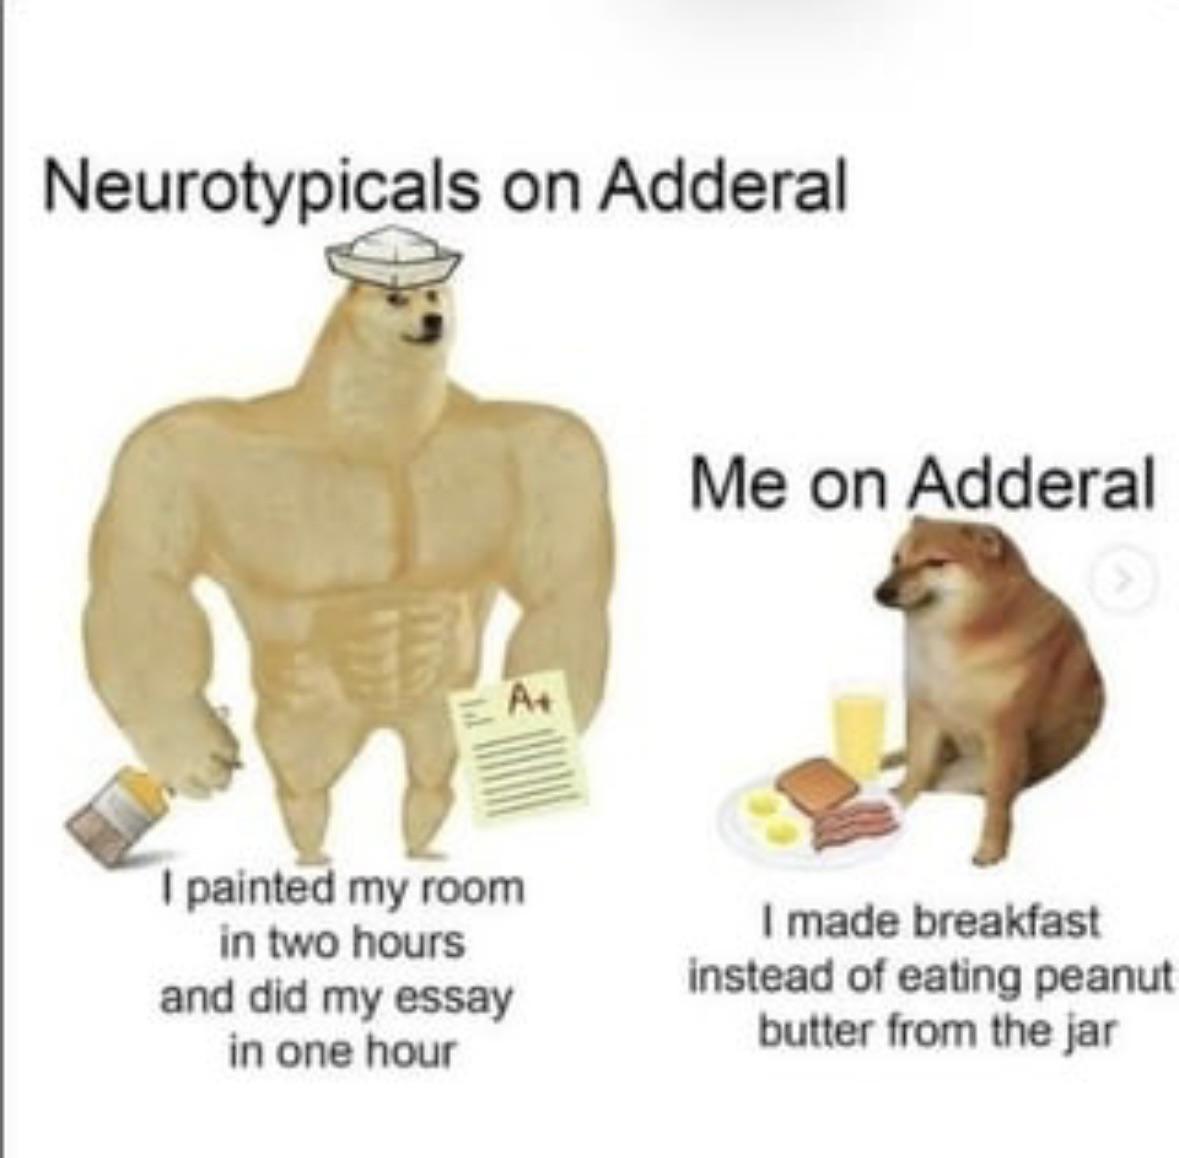 Neurotypicals on Adderal
Me on Adderal
A+
I painted my room
in two hours
and did my essay
in one hour
I made breakfast
instead of eating peanut
butter from the jar